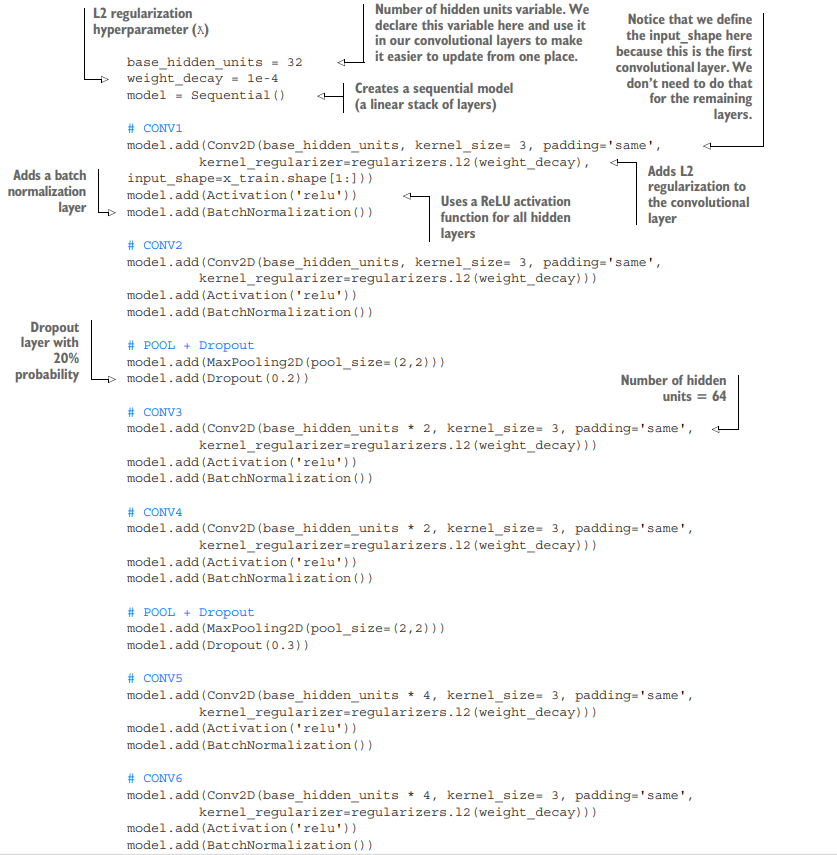 L2 regularization
hyperparameter (λ)
Number of hidden units variable. We
declare this variable here and use it
in our convolutional layers to make
it easier to update from one place.
Notice that we define
the input_shape here
because this is the first
convolutional layer. We
don't need to do that
for the remaining
layers.
base_hidden_units = 32
weight_decay = 1e-4
model = Sequential()
Creates a sequential model
(a linear stack of layers)
# CONV1
model.add(Conv2D(base_hidden_units, kernel_size= 3, padding='same',
kernel_regularizer=regularizers.l2(weight_decay),
input_shape=x_train.shape[1:]))
model.add(Activation('relu'))
model.add(BatchNormalization())
Adds a batch
normalization
layer
Adds L2
regularization to
the convolutional
layer
Uses a ReLU activation
function for all hidden
layers
# CONV2
model.add(Conv2D(base_hidden_units, kernel_size= 3, padding='same',
kernel_regularizer=regularizers.l2(weight_decay)))
model.add(Activation('relu'))
model.add(BatchNormalization())
Dropout
layer with
20%
probability
# POOL + Dropout
model.add(MaxPooling2D(pool_size=(2,2)))
model.add(Dropout(0.2))
Number of hidden
units = 64
# CONV3
model.add(Conv2D(base_hidden_units * 2, kernel_size= 3, padding='same',
kernel_regularizer=regularizers.l2(weight_decay)))
model.add(Activation('relu'))
model.add(BatchNormalization())
# CONV4
model.add(Conv2D(base_hidden_units * 2, kernel_size= 3, padding='same',
kernel_regularizer=regularizers.l2(weight_decay)))
model.add(Activation('relu'))
model.add(BatchNormalization())
# POOL + Dropout
model.add(MaxPooling2D(pool_size=(2,2)))
model.add(Dropout(0.3))
# CONV5
model.add(Conv2D(base_hidden_units * 4, kernel_size= 3, padding='same',
kernel_regularizer=regularizers.l2(weight_decay)))
model.add(Activation('relu'))
model.add(BatchNormalization())
# CONV6
model.add(Conv2D(base_hidden_units * 4, kernel_size= 3, padding='same',
kernel_regularizer=regularizers.l2(weight_decay)))
model.add(Activation('relu'))
model.add(BatchNormalization())